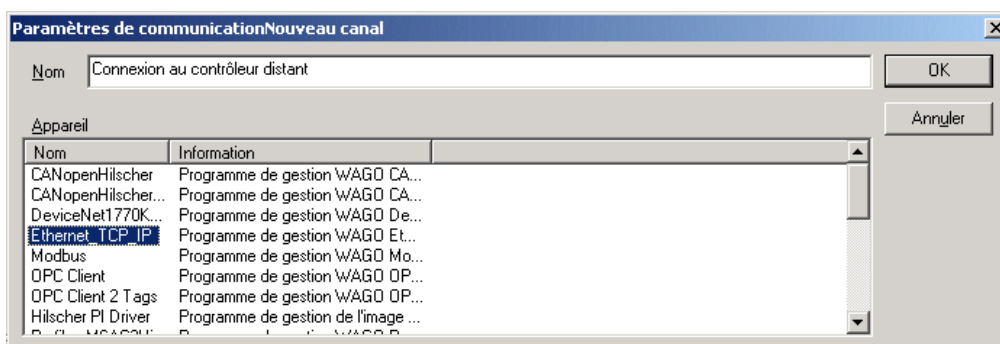 Paramètres de communicationNouveau canal
Nom Connexion au contrôleur distant OK
Annuler
Appareil
Nom Information
CANopenHilscher Programme de gestion WAGO CA...
CANopenHilscher... Programme de gestion WAGO CA...
DeviceNet1770K... Programme de gestion WAGO De...
Ethernet_TCP_IP Programme de gestion WAGO Et...
Modbus Programme de gestion WAGO Mo...
OPC Client Programme de gestion WAGO OP...
OPC Client 2 Tags Programme de gestion WAGO OP...
Hilscher PI Driver Programme de gestion de l'image ...